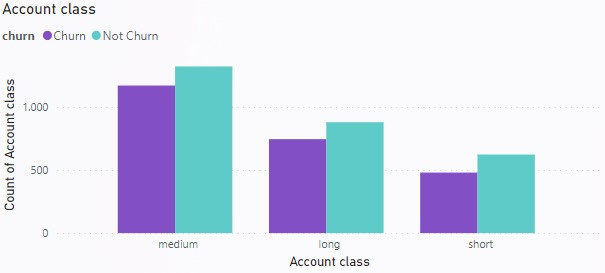 Account class
churn Churn Not Churn
Count of Account class
1.000
500
0
medium long short
Account class